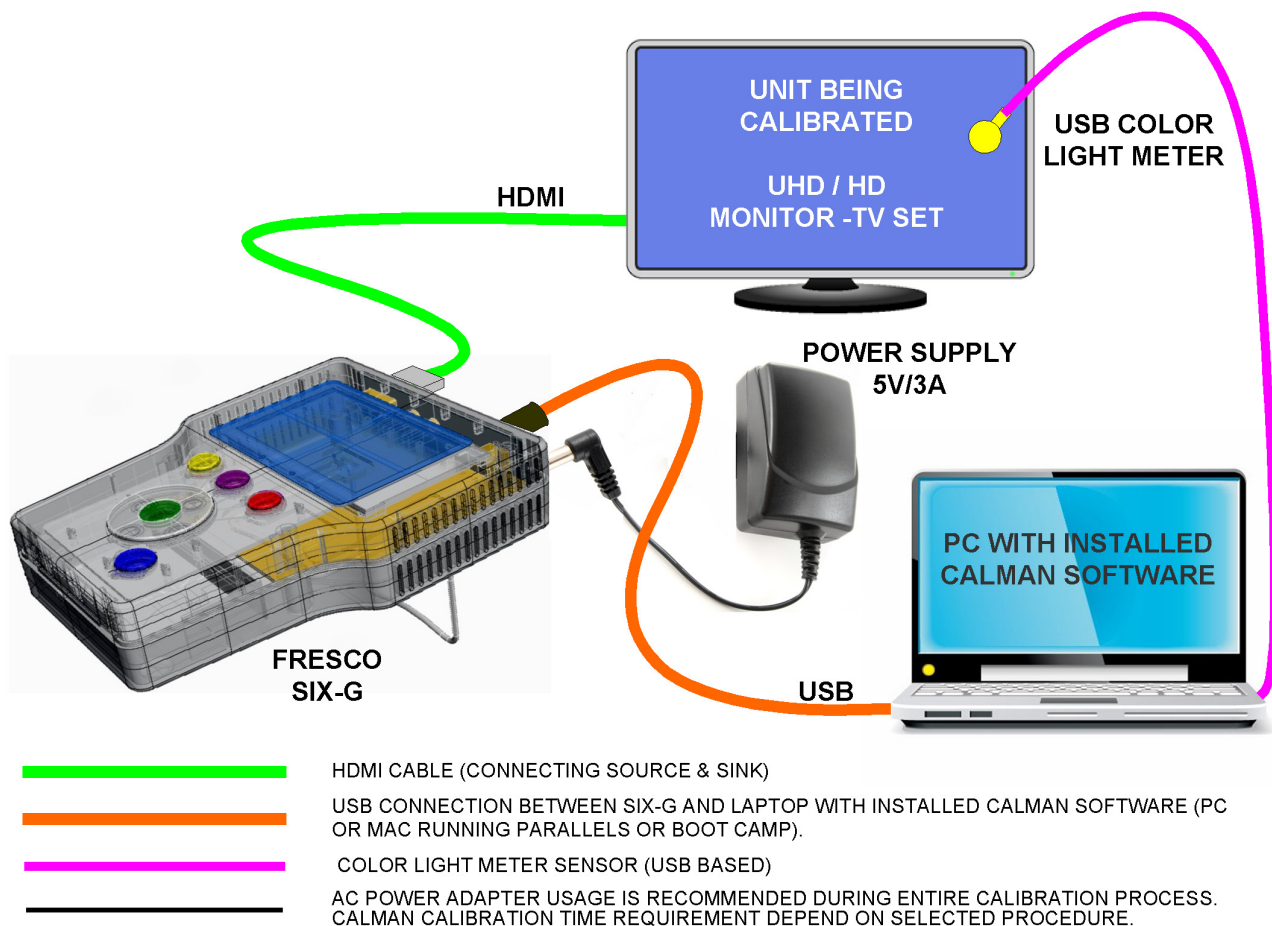 UNIT BEING
CALIBRATED
UHD / HD
MONITOR -TV SET
USB COLOR
LIGHT METER
HDMI
POWER SUPPLY
5V/3A
PC WITH INSTALLED
CALMAN SOFTWARE
FRESCO
SIX-G
USB
HDMI CABLE (CONNECTING SOURCE & SINK)
USB CONNECTION BETWEEN SIX-G AND LAPTOP WITH INSTALLED CALMAN SOFTWARE (PC
OR MAC RUNNING PARALLELS OR BOOT CAMP).
COLOR LIGHT METER SENSOR (USB BASED)
AC POWER ADAPTER USAGE IS RECOMMENDED DURING ENTIRE CALIBRATION PROCESS.
CALMAN CALIBRATION TIME REQUIREMENT DEPEND ON SELECTED PROCEDURE.